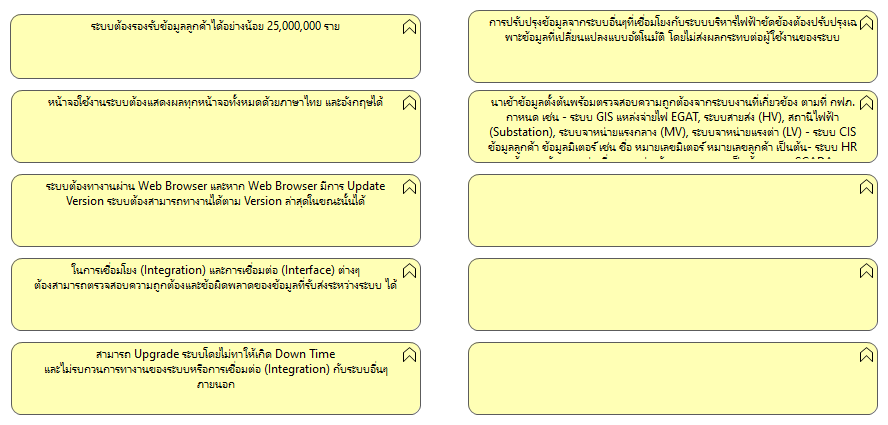 ระบบต้องรองรับข้อมูลลูกค้าได้อย่างน้อย 25,000,000 ราย
หน้าจอใช้งานระบบต้องแสดงผลทุกหน้าจอทั้งหมดด้วยภาษาไทย และอังกฤษได้
ระบบต้องทางานผ่าน Web Browser และหาก Web Browser มีการ Update
Version ระบบต้องสามารถทางานได้ตาม Version ล่าสุดในขณะนั้นได้
ในการเชื่อมโยง (Integration) และการเชื่อมต่อ (Interface) ต่างๆ
ต้องสามารถตรวจสอบความถูกต้องและข้อผิดพลาดของข้อมูลที่รับส่งระหว่างระบบ ได้
สามารถ Upgrade ระบบโดยไม่ทาให้เกิด Down Time
และไม่รบกวนการทางานของระบบหรือการเชื่อมต่อ (Integration) กับระบบอื่นๆ
ภายนอก
การปรับปรุงข้อมูลจากระบบอื่นๆที่เชื่อมโยงกับระบบบริหารไฟฟ้าขัดข้องต้องปรับปรุงเฉ
พาะข้อมูลที่เปลี่ยนแปลงแบบอัตโนมัติ โดยไม่ส่งผลกระทบต่อผู้ใช้งานของระบบ
นาเข้าข้อมูลตั้งต้นพร้อมตรวจสอบความถูกต้องจากระบบงานที่เกี่ยวข้อง ตามที่ กฟภ.
กาหนด เช่น - ระบบ GIS แหล่งจ่ายไฟ EGAT, ระบบสายส่ง (HV), สถานีไฟฟ้า
(Substation), ระบบจาหน่ายแรงกลาง (MV), ระบบจาหน่ายแรงต่า (LV) - ระบบ CIS
ข้อมูลลูกค้า ข้อมูลมิเตอร์ เช่น ชื่อ หมายเลขมิเตอร์ หมายเลขลูกค้า เป็นต้น- ระบบ HR